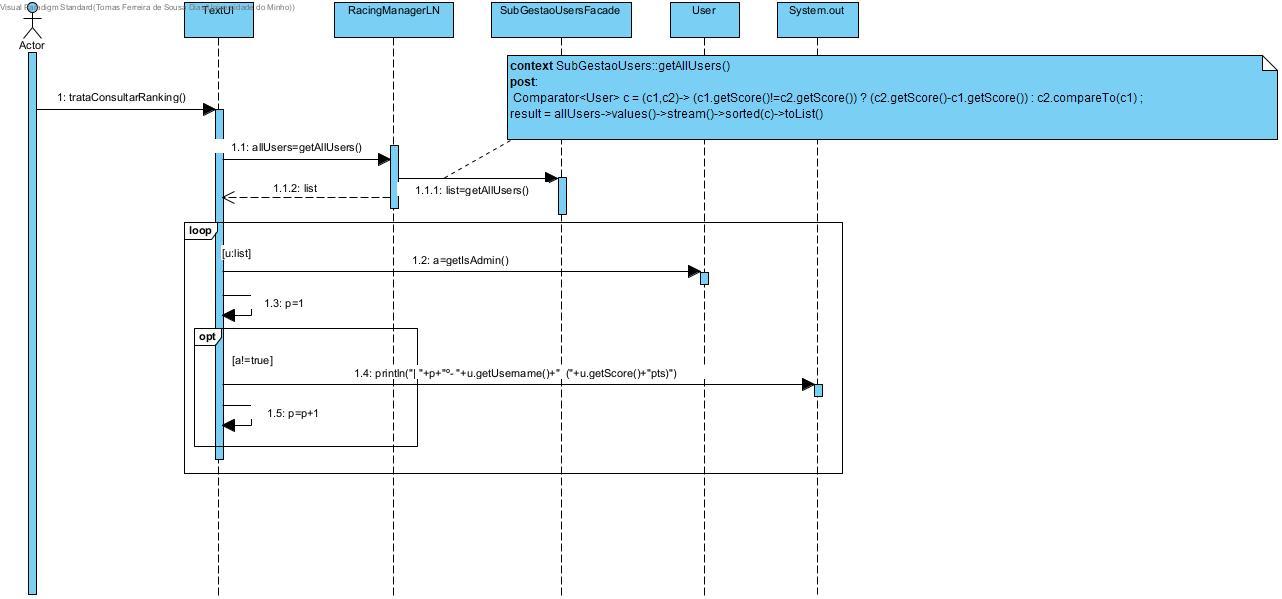 Visual Paradigm Standard(Tomas Ferreira de Sousa Dias(Universidade do Minho))
Actor
TextUI
RacingManagerLN
SubGestaoUsersFacade
User
System.out
context SubGestaoUsers::getAllUsers()
post:
Comparator<User> c = (c1,c2)-> (c1.getScore()!=c2.getScore()) ? (c2.getScore()-c1.getScore()) : c2.compareTo(c1) ;
result = allUsers->values()->stream()->sorted(c)->toList()
1: trataConsultarRanking()
1.1: allUsers=getAllUsers()
1.1.1: list=getAllUsers()
1.1.2: list
loop
[u:list]
1.2: a=getIsAdmin()
1.3: p=1
opt
[a!=true]
1.4: println("| "+p+"º- "+u.getUsername()+" ("+u.getScore()+"pts)")
1.5: p=p+1